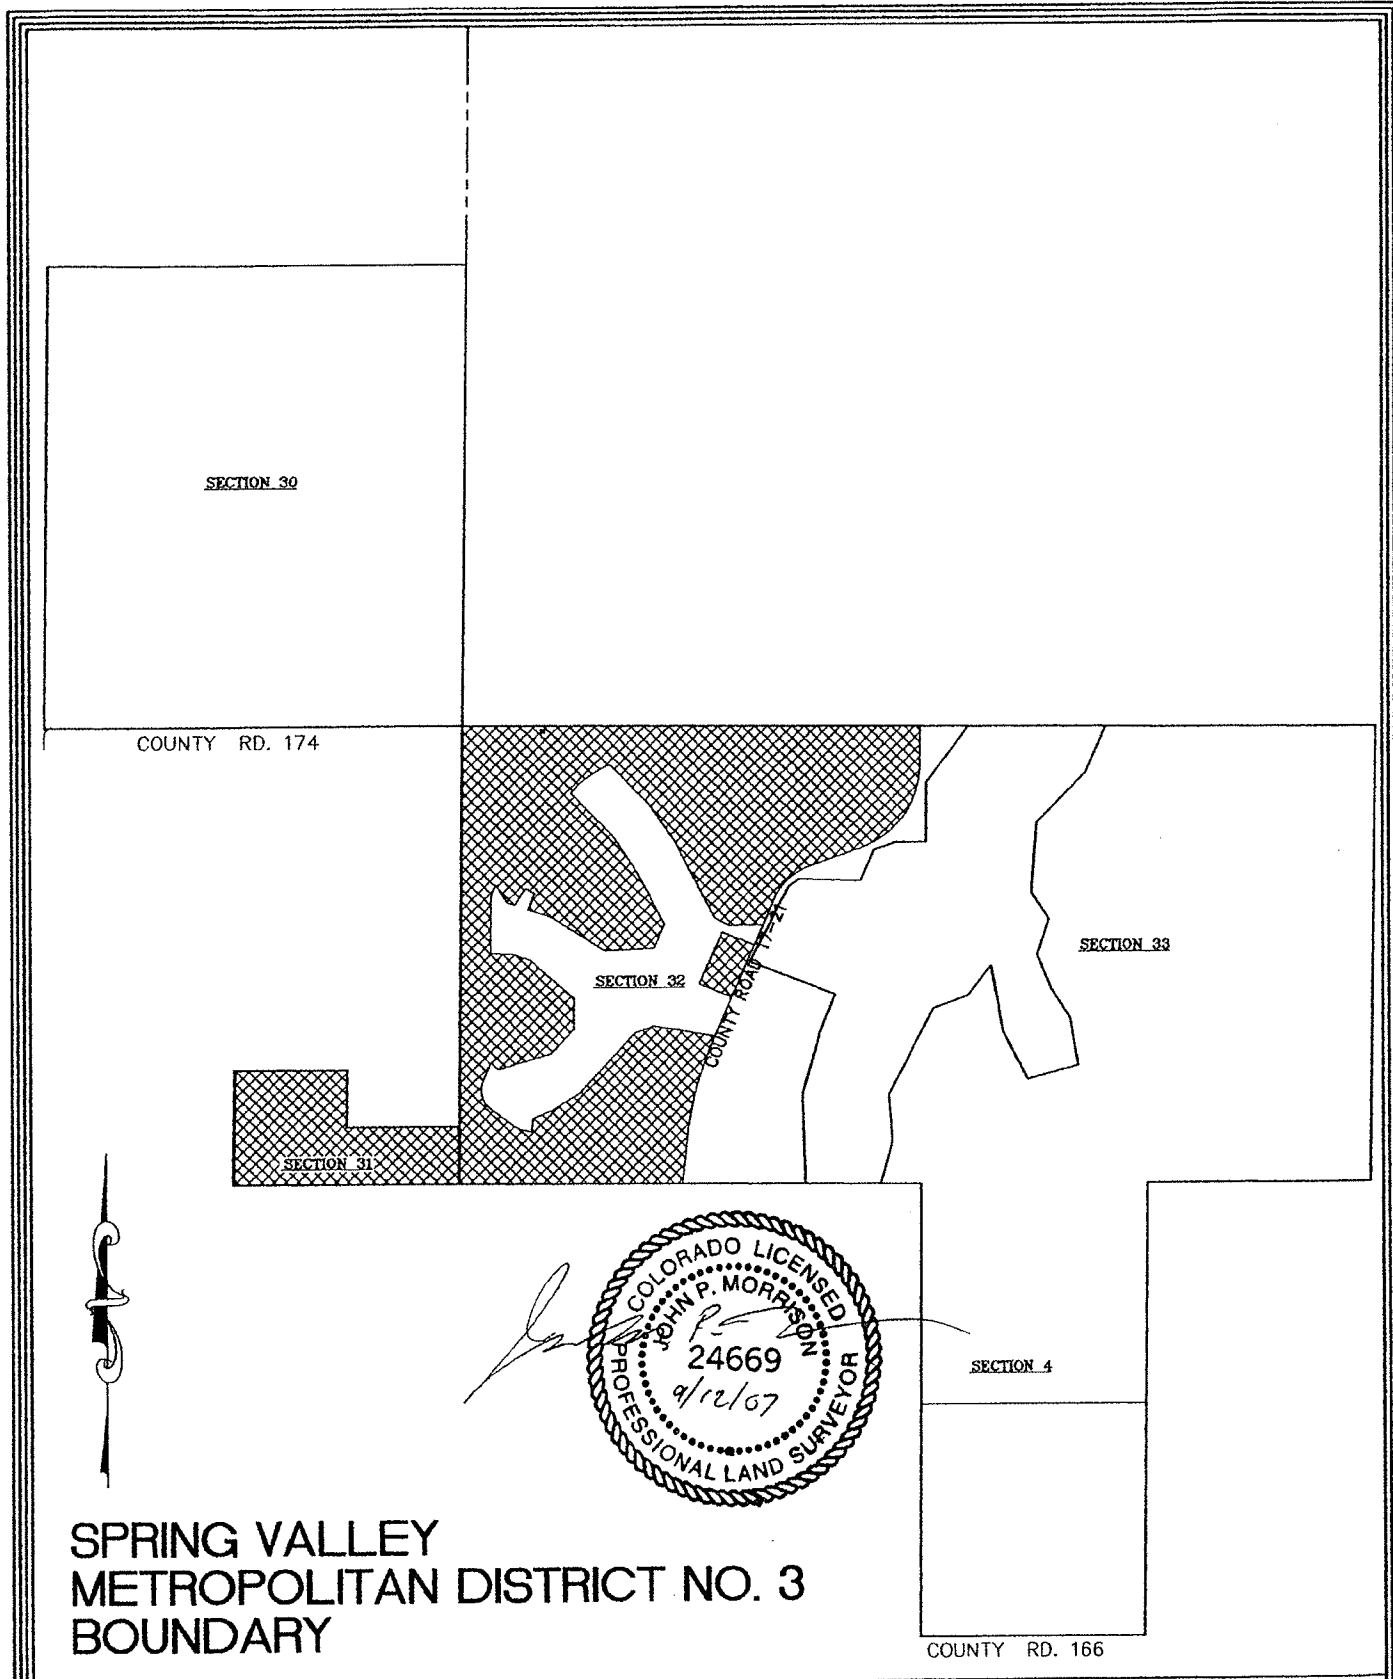 SECTION 30
COUNTY RD. 174
SECTION 33
SECTION 32
COUNTY ROAD 17-21
SECTION 31
COLORADO LICENSED
JOHN P. MORRISON
24669
9/12/07
PROFESSIONAL LAND SURVEYOR
SECTION 4
SPRING VALLEY
METROPOLITAN DISTRICT NO. 3
BOUNDARY
COUNTY RD. 166